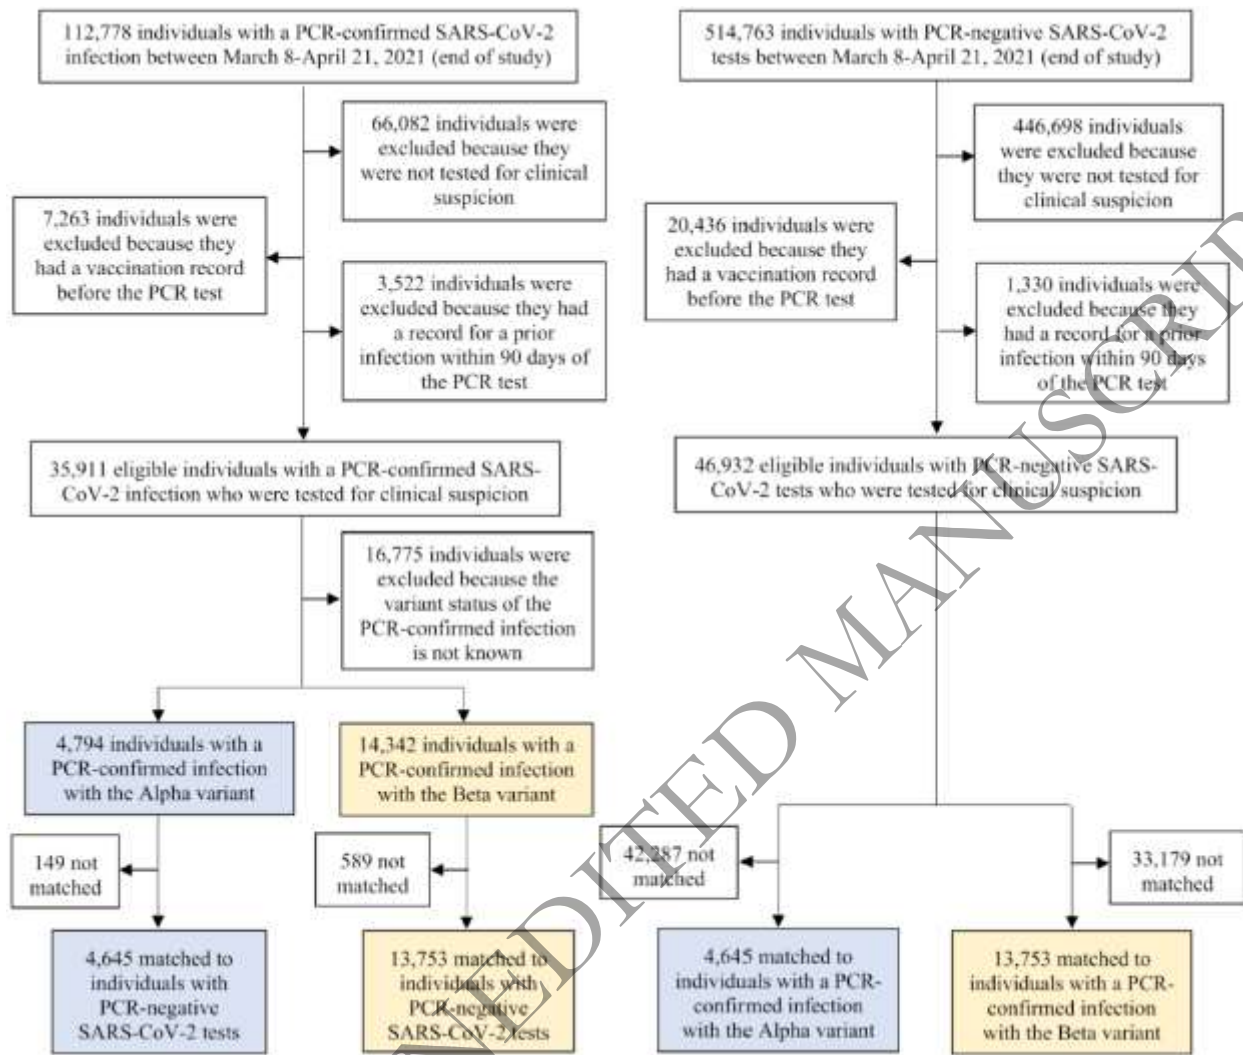 112,778 individuals with a PCR-confirmed SARS-CoV-2
infection between March 8-April 21, 2021 (end of study)
514,763 individuals with PCR-negative SARS-CoV-2
tests between March 8-April 21, 2021 (end of study)
66,082 individuals were
excluded because they
were not tested for clinical
suspicion
446,698 individuals
were excluded because
they were not tested for
clinical suspicion
7,263 individuals were
excluded because they
had a vaccination record
before the PCR test
20,436 individuals were
excluded because they
had a vaccination record
before the PCR test
3,522 individuals were
excluded because they had
a record for a prior
infection within 90 days of
the PCR test
1,330 individuals were
excluded because they
had a record for a prior
infection within 90 days
of the PCR test
35,911 eligible individuals with a PCR-confirmed SARS-
CoV-2 infection who were tested for clinical suspicion
46,932 eligible individuals with PCR-negative SARS-
CoV-2 tests who were tested for clinical suspicion
16,775 individuals were
excluded because the
variant status of the
PCR-confirmed infection
is not known
4,794 individuals with a
PCR-confirmed infection
with the Alpha variant
14,342 individuals with a
PCR-confirmed infection
with the Beta variant
149 not
matched
589 not
matched
42,287 not
matched
33,179 not
matched
4,645 matched to
individuals with
PCR-negative
SARS-CoV-2 tests
13,753 matched to
individuals with
PCR-negative
SARS-CoV-2 tests
4,645 matched to
individuals with a PCR-
confirmed infection
with the Alpha variant
13,753 matched to
individuals with a PCR-
confirmed infection
with the Beta variant